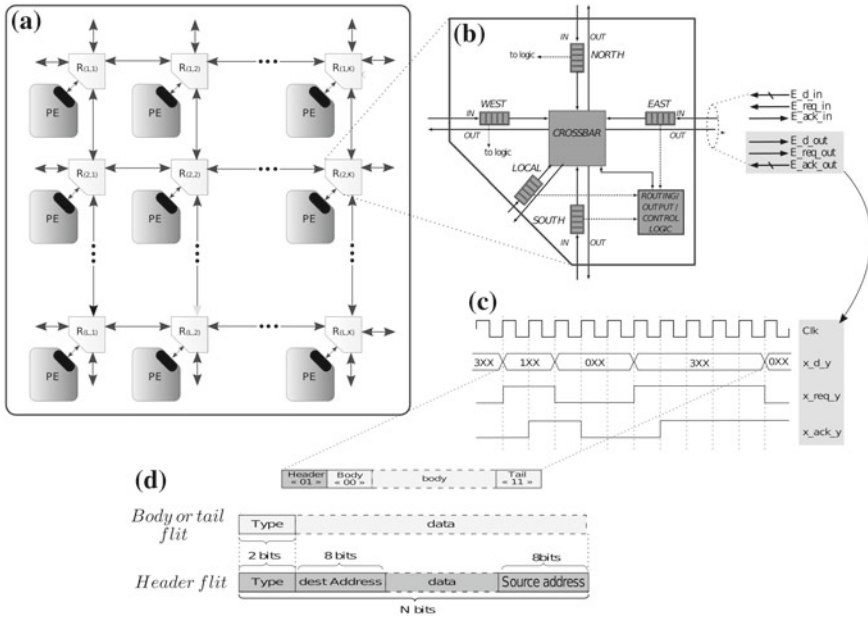 (a)
R(1,1) R(1,2) R(1,K)
PE PE PE
R(2,1) R(2,2) R(2,K)
PE PE PE
R(L,1) R(L,2) R(L,K)
PE PE PE
(b)
IN OUT
to logic
NORTH
WEST
IN
OUT
to logic
EAST
IN
OUT
CROSSBAR
LOCAL
SOUTH
IN OUT
ROUTING/
OUTPUT /
CONTROL
LOGIC
E_d_in
E_req_in
E_ack_in
E_d_out
E_req_out
E_ack_out
(c)
Clk
3XX 1XX 0XX 3XX 0XX x_d_y
x_req_y
x_ack_y
(d)
Header Body body Tail
« 01 » « 00 » « 11 »
Body or tail
flit
Type data
2 bits 8 bits 8bits
Header flit
Type dest Address data Source address
N bits